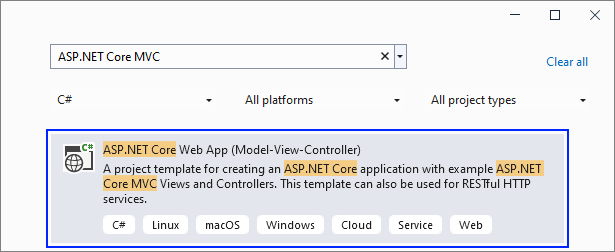 ASP.NET Core MVC
Clear all
C# All platforms All project types
C#
ASP.NET Core Web App (Model-View-Controller)
A project template for creating an ASP.NET Core application with example ASP.NET
Core MVC Views and Controllers. This template can also be used for RESTful HTTP
services.
C# Linux macOS Windows Cloud Service Web